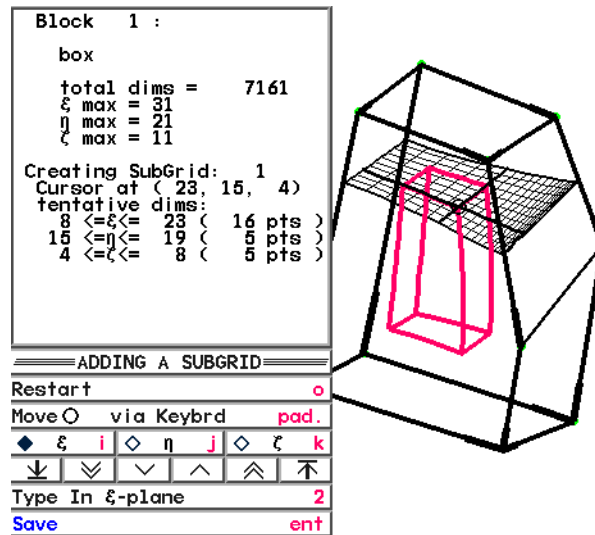 Block 1 :
box
total dims = 7161
ξ max = 31
η max = 21
ζ max = 11
Creating SubGrid: 1
Cursor at ( 23, 15, 4)
tentative dims:
8 <=ξ<= 23 ( 16 pts )
15 <=η<= 19 ( 5 pts )
4 <=ζ<= 8 ( 5 pts )
ADDING A SUBGRID
Restart o
Move via Keybrd pad.
ξ i η j ζ k
Type In ξ-plane 2
Save ent